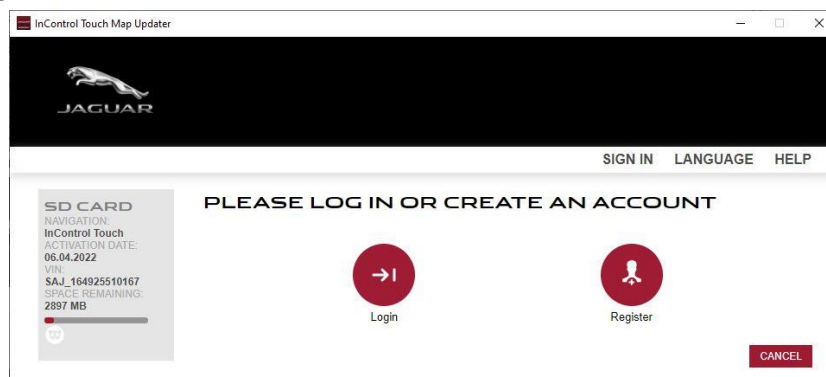 InControl Touch Map Updater
JAGUAR
SIGN IN LANGUAGE HELP
SD CARD
NAVIGATION:
InControl Touch
ACTIVATION DATE:
06.04.2022
VIN:
SAJ_164925510167
SPACE REMAINING:
2897 MB
PLEASE LOG IN OR CREATE AN ACCOUNT
Login
Register
CANCEL